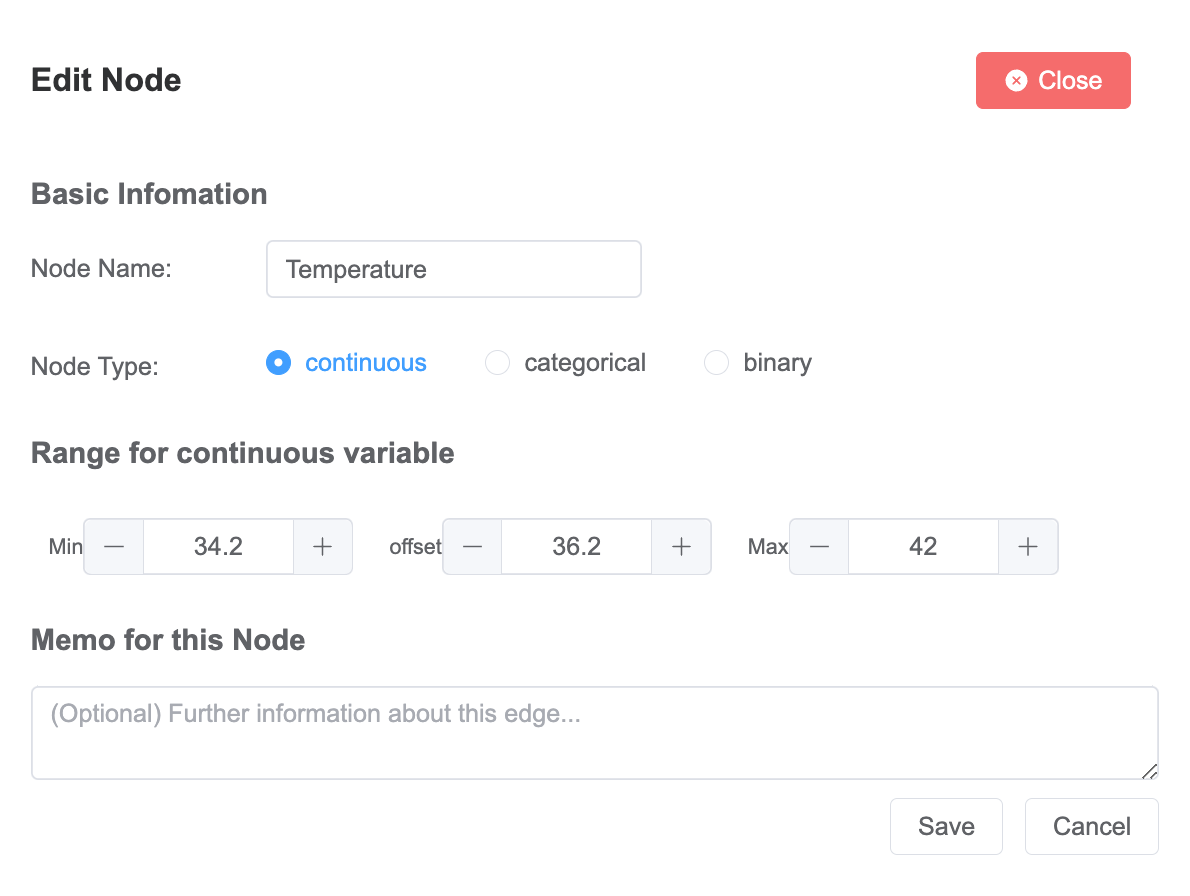 Edit Node
Close
Basic Infomation
Node Name:
Temperature
Node Type:
continuous
categorical
binary
Range for continuous variable
Min
34.2
offset
36.2
Max
42
Memo for this Node
(Optional) Further information about this edge...
Save
Cancel